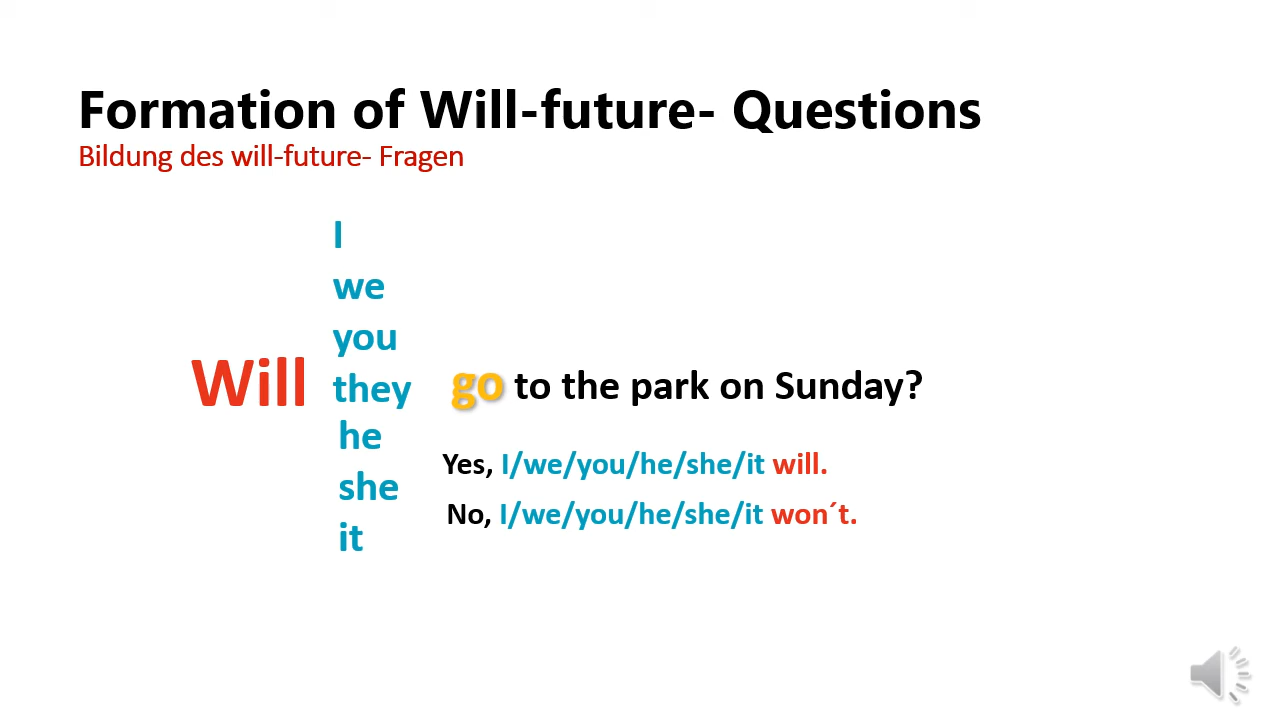 Formation of Will-future- Questions
Bildung des will-future- Fragen
I
we
you
Will they go to the park on Sunday?
he
Yes, I/we/you/he/she/it will.
she
No, I/we/you/he/she/it won´t.
it